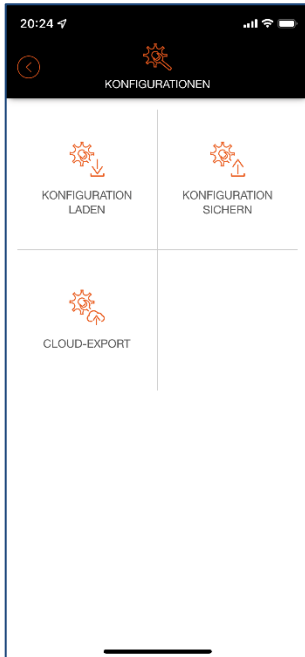 20:24
KONFIGURATIONEN
KONFIGURATION
LADEN
KONFIGURATION
SICHERN
CLOUD-EXPORT